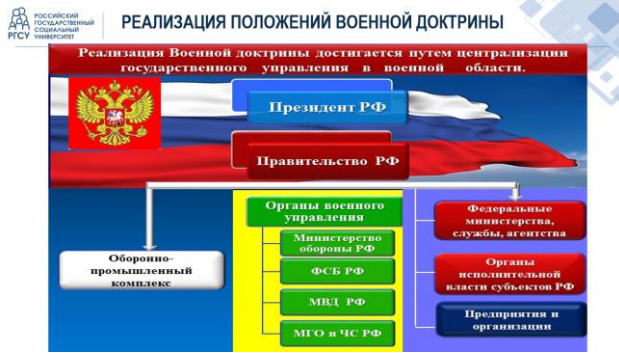 РОССИЙСКИЙ
ГОСУДАРСТВЕННЫЙ
СОЦИАЛЬНЫЙ
УНИВЕРСИТЕТ
РГСУ
РЕАЛИЗАЦИЯ ПОЛОЖЕНИЙ ВОЕННОЙ ДОКТРИНЫ
Реализация Военной доктрины достигается путем централизации
государственного управления в военной области.
Президент РФ
Правительство РФ
Оборонно-
промышленный
комплекс
Органы военного
управления
Министерство
обороны РФ
ФСБ РФ
МВД РФ
МГО и ЧС РФ
Федеральные
министерства,
службы, агентства
Органы
исполнительной
власти субъектов РФ
Предприятия и
организации